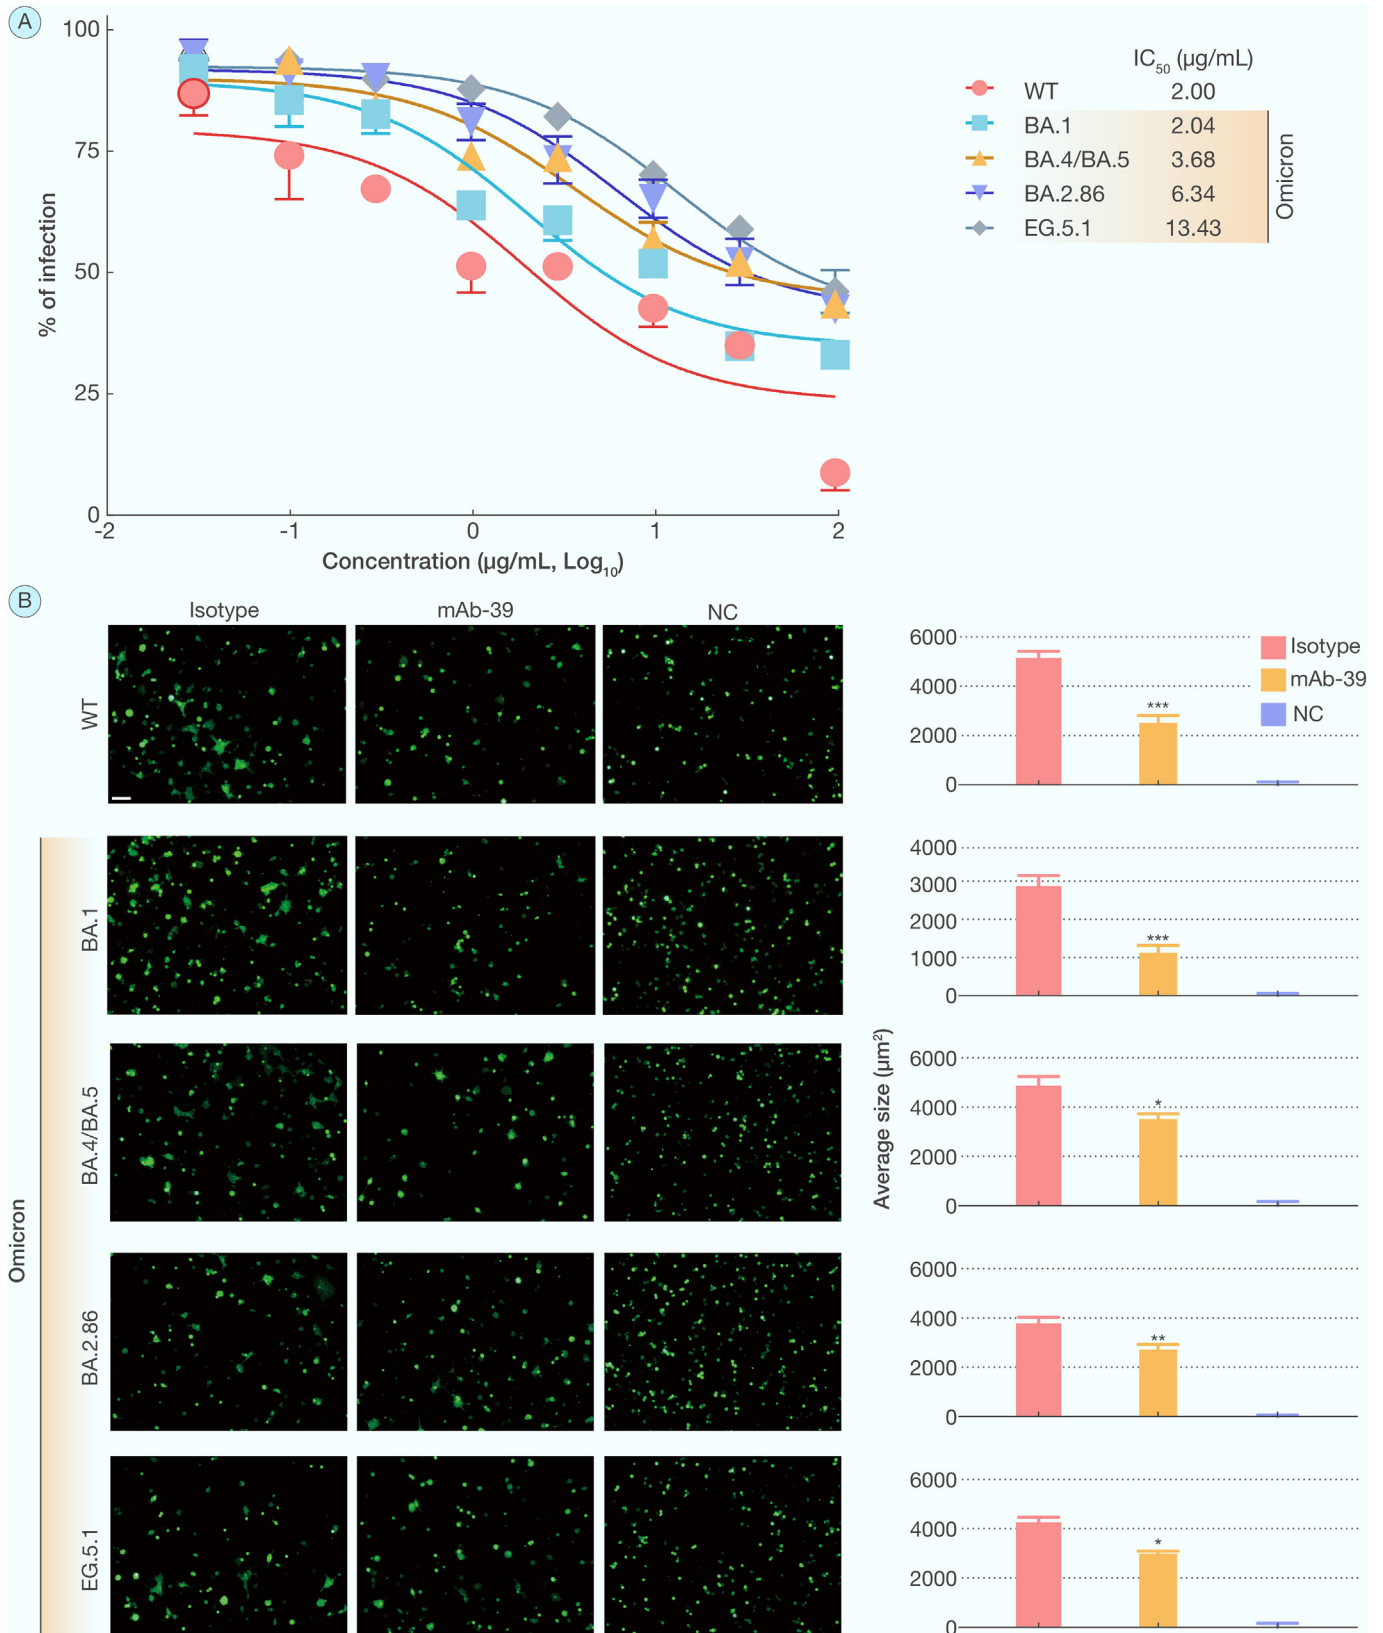 A
100
75
50
25
0
% of infection
-2
-1
0
1
2
Concentration (µg/mL, Log10)
IC50 (µg/mL)
WT 2.00
BA.1 2.04
BA.4/BA.5 3.68
BA.2.86 6.34
EG.5.1 13.43
Omicron
B
Isotype
mAb-39
NC
WT
6000
4000
2000
0
***
Isotype
mAb-39
NC
Omicron
BA.1
4000
3000
2000
1000
0
***
Average size (µm²)
BA.4/BA.5
6000
4000
2000
0
*
BA.2.86
6000
4000
2000
0
**
EG.5.1
6000
4000
2000
0
*